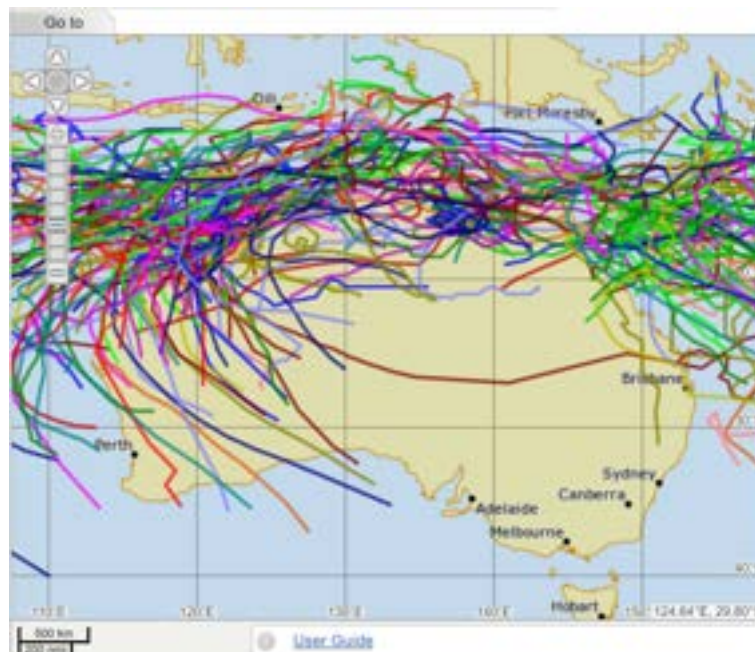 Go to
Dili
Port Moresby
Brisbane
Perth
Sydney
Canberra
Adelaide
Melbourne
Hobart
110°E 120°E 130°E 124.64°E, 29.80°
500 km
User Guide